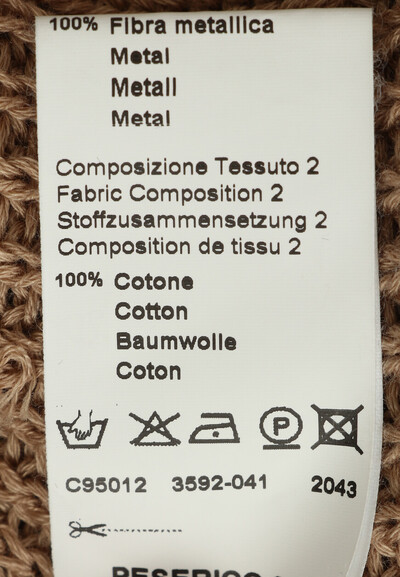 100% Fibra metallica
Metal
Metall
Metal
Composizione Tessuto 2
Fabric Composition 2
Stoffzusammensetzung 2
Composition de tissu 2
100% Cotone
Cotton
Baumwolle
Coton
P
C95012 3592-041 2043
PESERICO